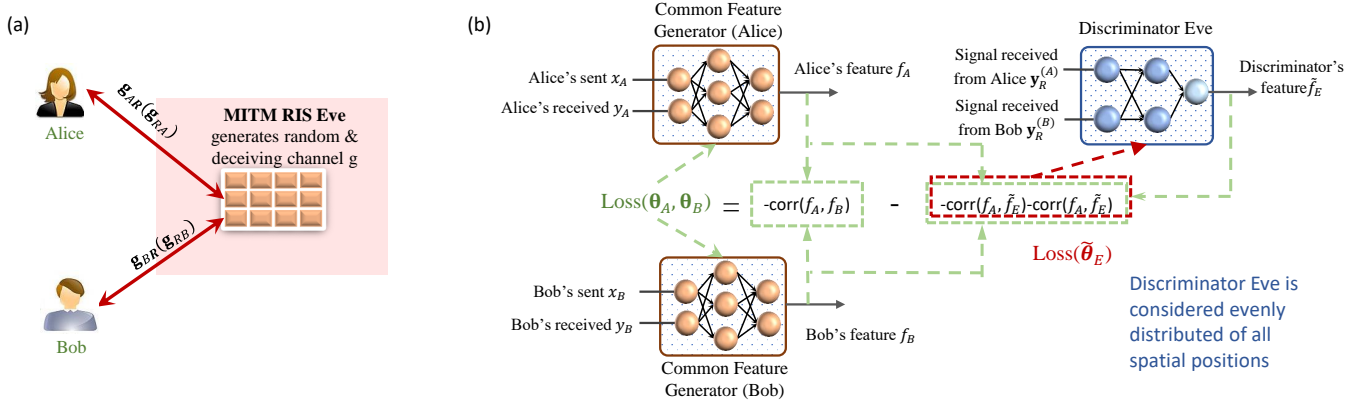 (a)
Alice
g_AR(g_RA)
MITM RIS Eve
generates random &
deceiving channel g
g_BR(g_RB)
Bob
(b)
Common Feature
Generator (Alice)
Alice's sent x_A
Alice's received y_A
Alice's feature f_A
Discriminator Eve
Signal received
from Alice y_R^(A)
Signal received
from Bob y_R^(B)
Discriminator's
feature f̃_E
Loss(θ_A, θ_B) = -corr(f_A, f_B) - -corr(f_A, f̃_E)-corr(f_A, f̃_E)
Loss(θ̃_E)
Bob's sent x_B
Bob's received y_B
Bob's feature f_B
Common Feature
Generator (Bob)
Discriminator Eve is
considered evenly
distributed of all
spatial positions